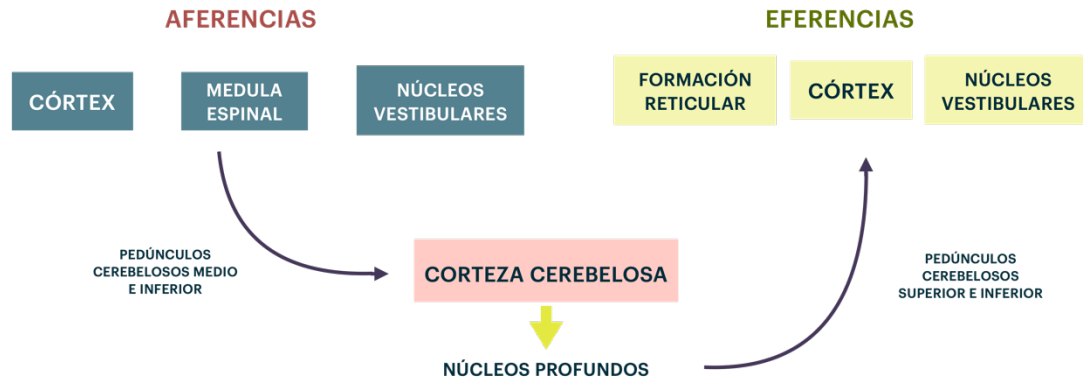 AFERENCIAS
EFERENCIAS
CÓRTEX
MEDULA
ESPINAL
NÚCLEOS
VESTIBULARES
FORMACIÓN
RETICULAR
CÓRTEX
NÚCLEOS
VESTIBULARES
PEDÚNCULOS
CEREBELOSOS MEDIO
E INFERIOR
CORTEZA CEREBELOSA
PEDÚNCULOS
CEREBELOSOS
SUPERIOR E INFERIOR
NÚCLEOS PROFUNDOS